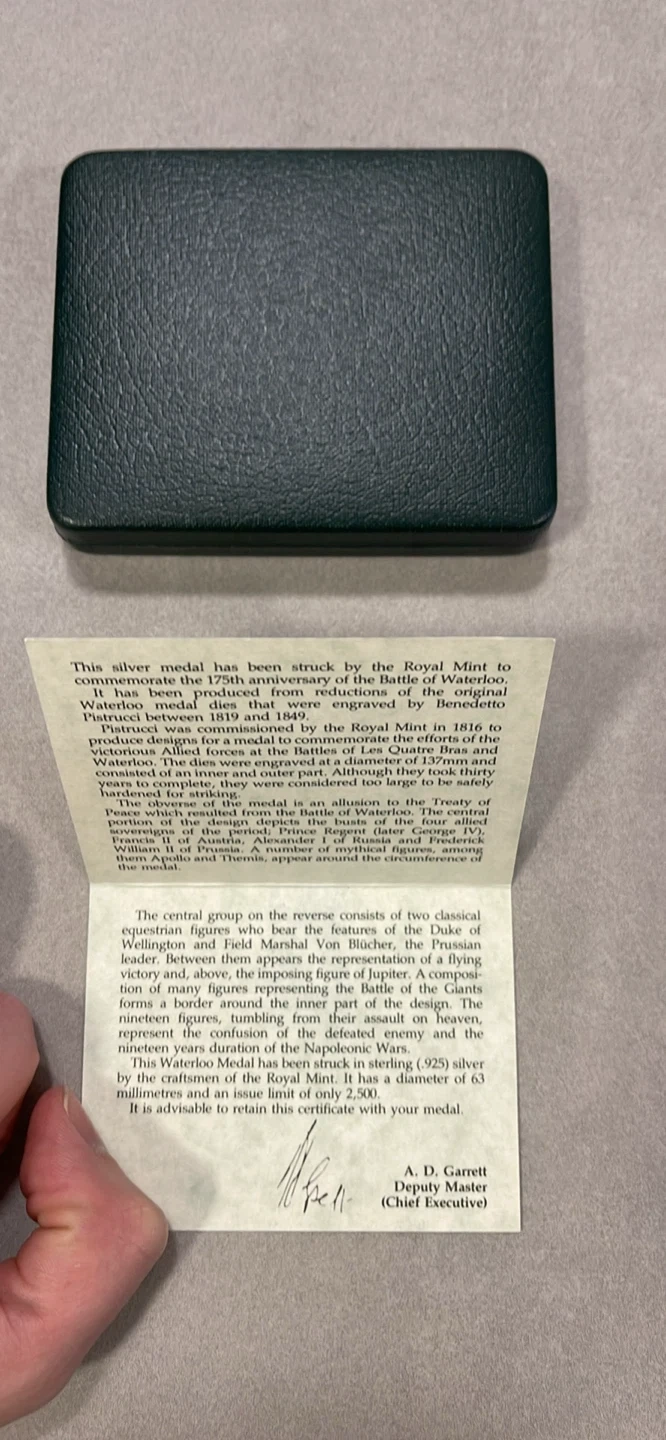 This silver medal has been struck by the Royal Mint to
commemorate the 175th anniversary of the Battle of Waterloo.
It has been produced from reductions of the original
Waterloo medal dies that were engraved by Benedetto
Pistrucci between 1819 and 1849.
Pistrucci was commissioned by the Royal Mint in 1816 to
produce designs for a medal to commemorate the efforts of the
victorious Allied forces at the Battles of Les Quatre Bras and
Waterloo. The dies were engraved at a diameter of 137mm and
consisted of an inner and outer part. Although they took thirty
years to complete, they were considered too large to be safely
hardened for striking.
The obverse of the medal is an allusion to the Treaty of
Peace which resulted from the Battle of Waterloo. The central
portion of the design depicts the busts of the four allied
sovereigns of the period; Prince Regent (later George IV),
Francis II of Austria, Alexander I of Russia and Frederick
William II of Prussia. A number of mythical figures, among
them Apollo and Themis, appear around the circumference of
the medal.
The central group on the reverse consists of two classical
equestrian figures who bear the features of the Duke of
Wellington and Field Marshal Von Blücher, the Prussian
leader. Between them appears the representation of a flying
victory and, above, the imposing figure of Jupiter. A composi-
tion of many figures representing the Battle of the Giants
forms a border around the inner part of the design. The
nineteen figures, tumbling from their assault on heaven,
represent the confusion of the defeated enemy and the
nineteen years duration of the Napoleonic Wars.
This Waterloo Medal has been struck in sterling (.925) silver
by the craftsmen of the Royal Mint. It has a diameter of 63
millimetres and an issue limit of only 2,500.
It is advisable to retain this certificate with your medal.
A. D. Garrett
Deputy Master
(Chief Executive)